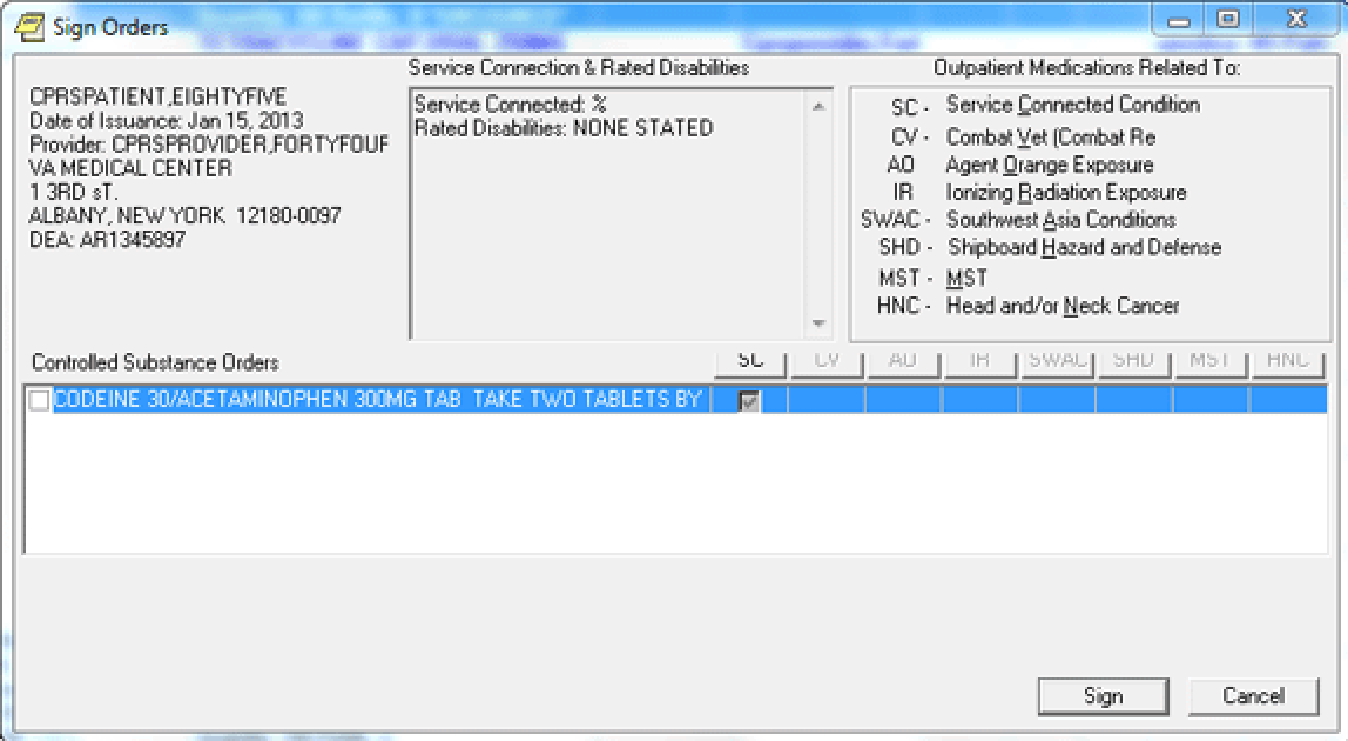 Sign Orders
CPRSPATIENT,EIGHTYFIVE
Date of Issuance: Jan 15, 2013
Provider: CPRSPROVIDER,FORTYFOUR
VA MEDICAL CENTER
1 3RD sT.
ALBANY, NEW YORK 12180-0097
DEA: AR1345897
Service Connection & Rated Disabilities
Service Connected: %
Rated Disabilities: NONE STATED
Outpatient Medications Related To:
SC - Service Connected Condition
CV - Combat Vet (Combat Re
AO Agent Orange Exposure
IR Ionizing Radiation Exposure
SWAC - Southwest Asia Conditions
SHD - Shipboard Hazard and Defense
MST - MST
HNC - Head and/or Neck Cancer
Controlled Substance Orders
SC CV AO IR SWAC SHD MST HNC
CODEINE 30/ACETAMINOPHEN 300MG TAB TAKE TWO TABLETS BY
Sign Cancel